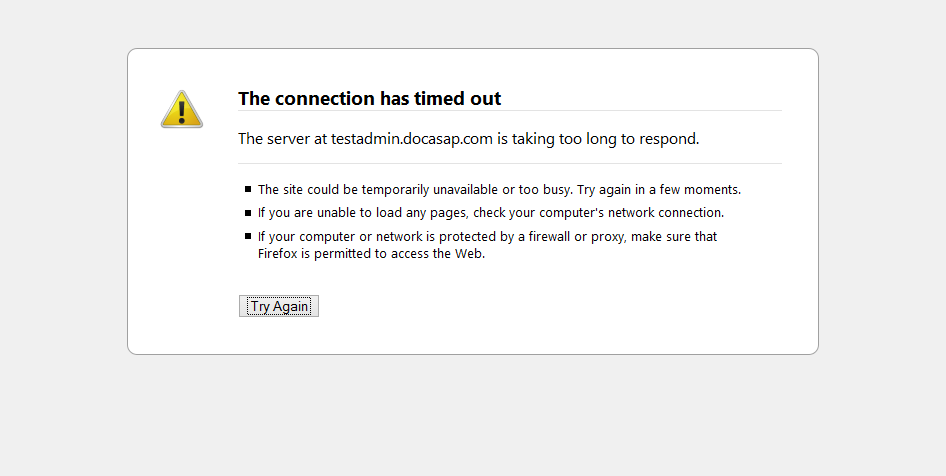 The connection has timed out
The server at testadmin.docasap.com is taking too long to respond.
The site could be temporarily unavailable or too busy. Try again in a few moments.
If you are unable to load any pages, check your computer's network connection.
If your computer or network is protected by a firewall or proxy, make sure that
Firefox is permitted to access the Web.
Try Again